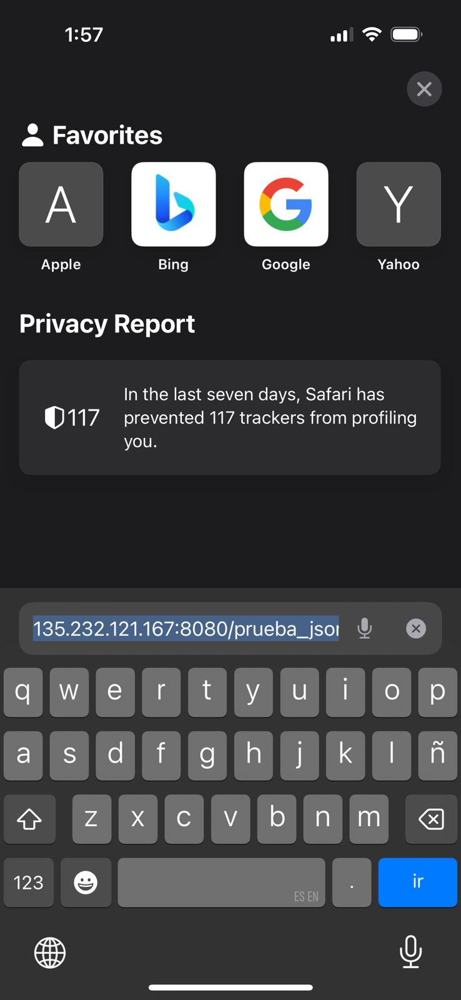 1:57
Favorites
A
G
Y
Apple
Bing
Google
Yahoo
Privacy Report
117
In the last seven days, Safari has
prevented 117 trackers from profiling
you.
135.232.121.167:8080/prueba_jsor
q w e r t y u i o p
a s d f g h j k l ñ
z x c v b n m
123
ES EN
.
ir